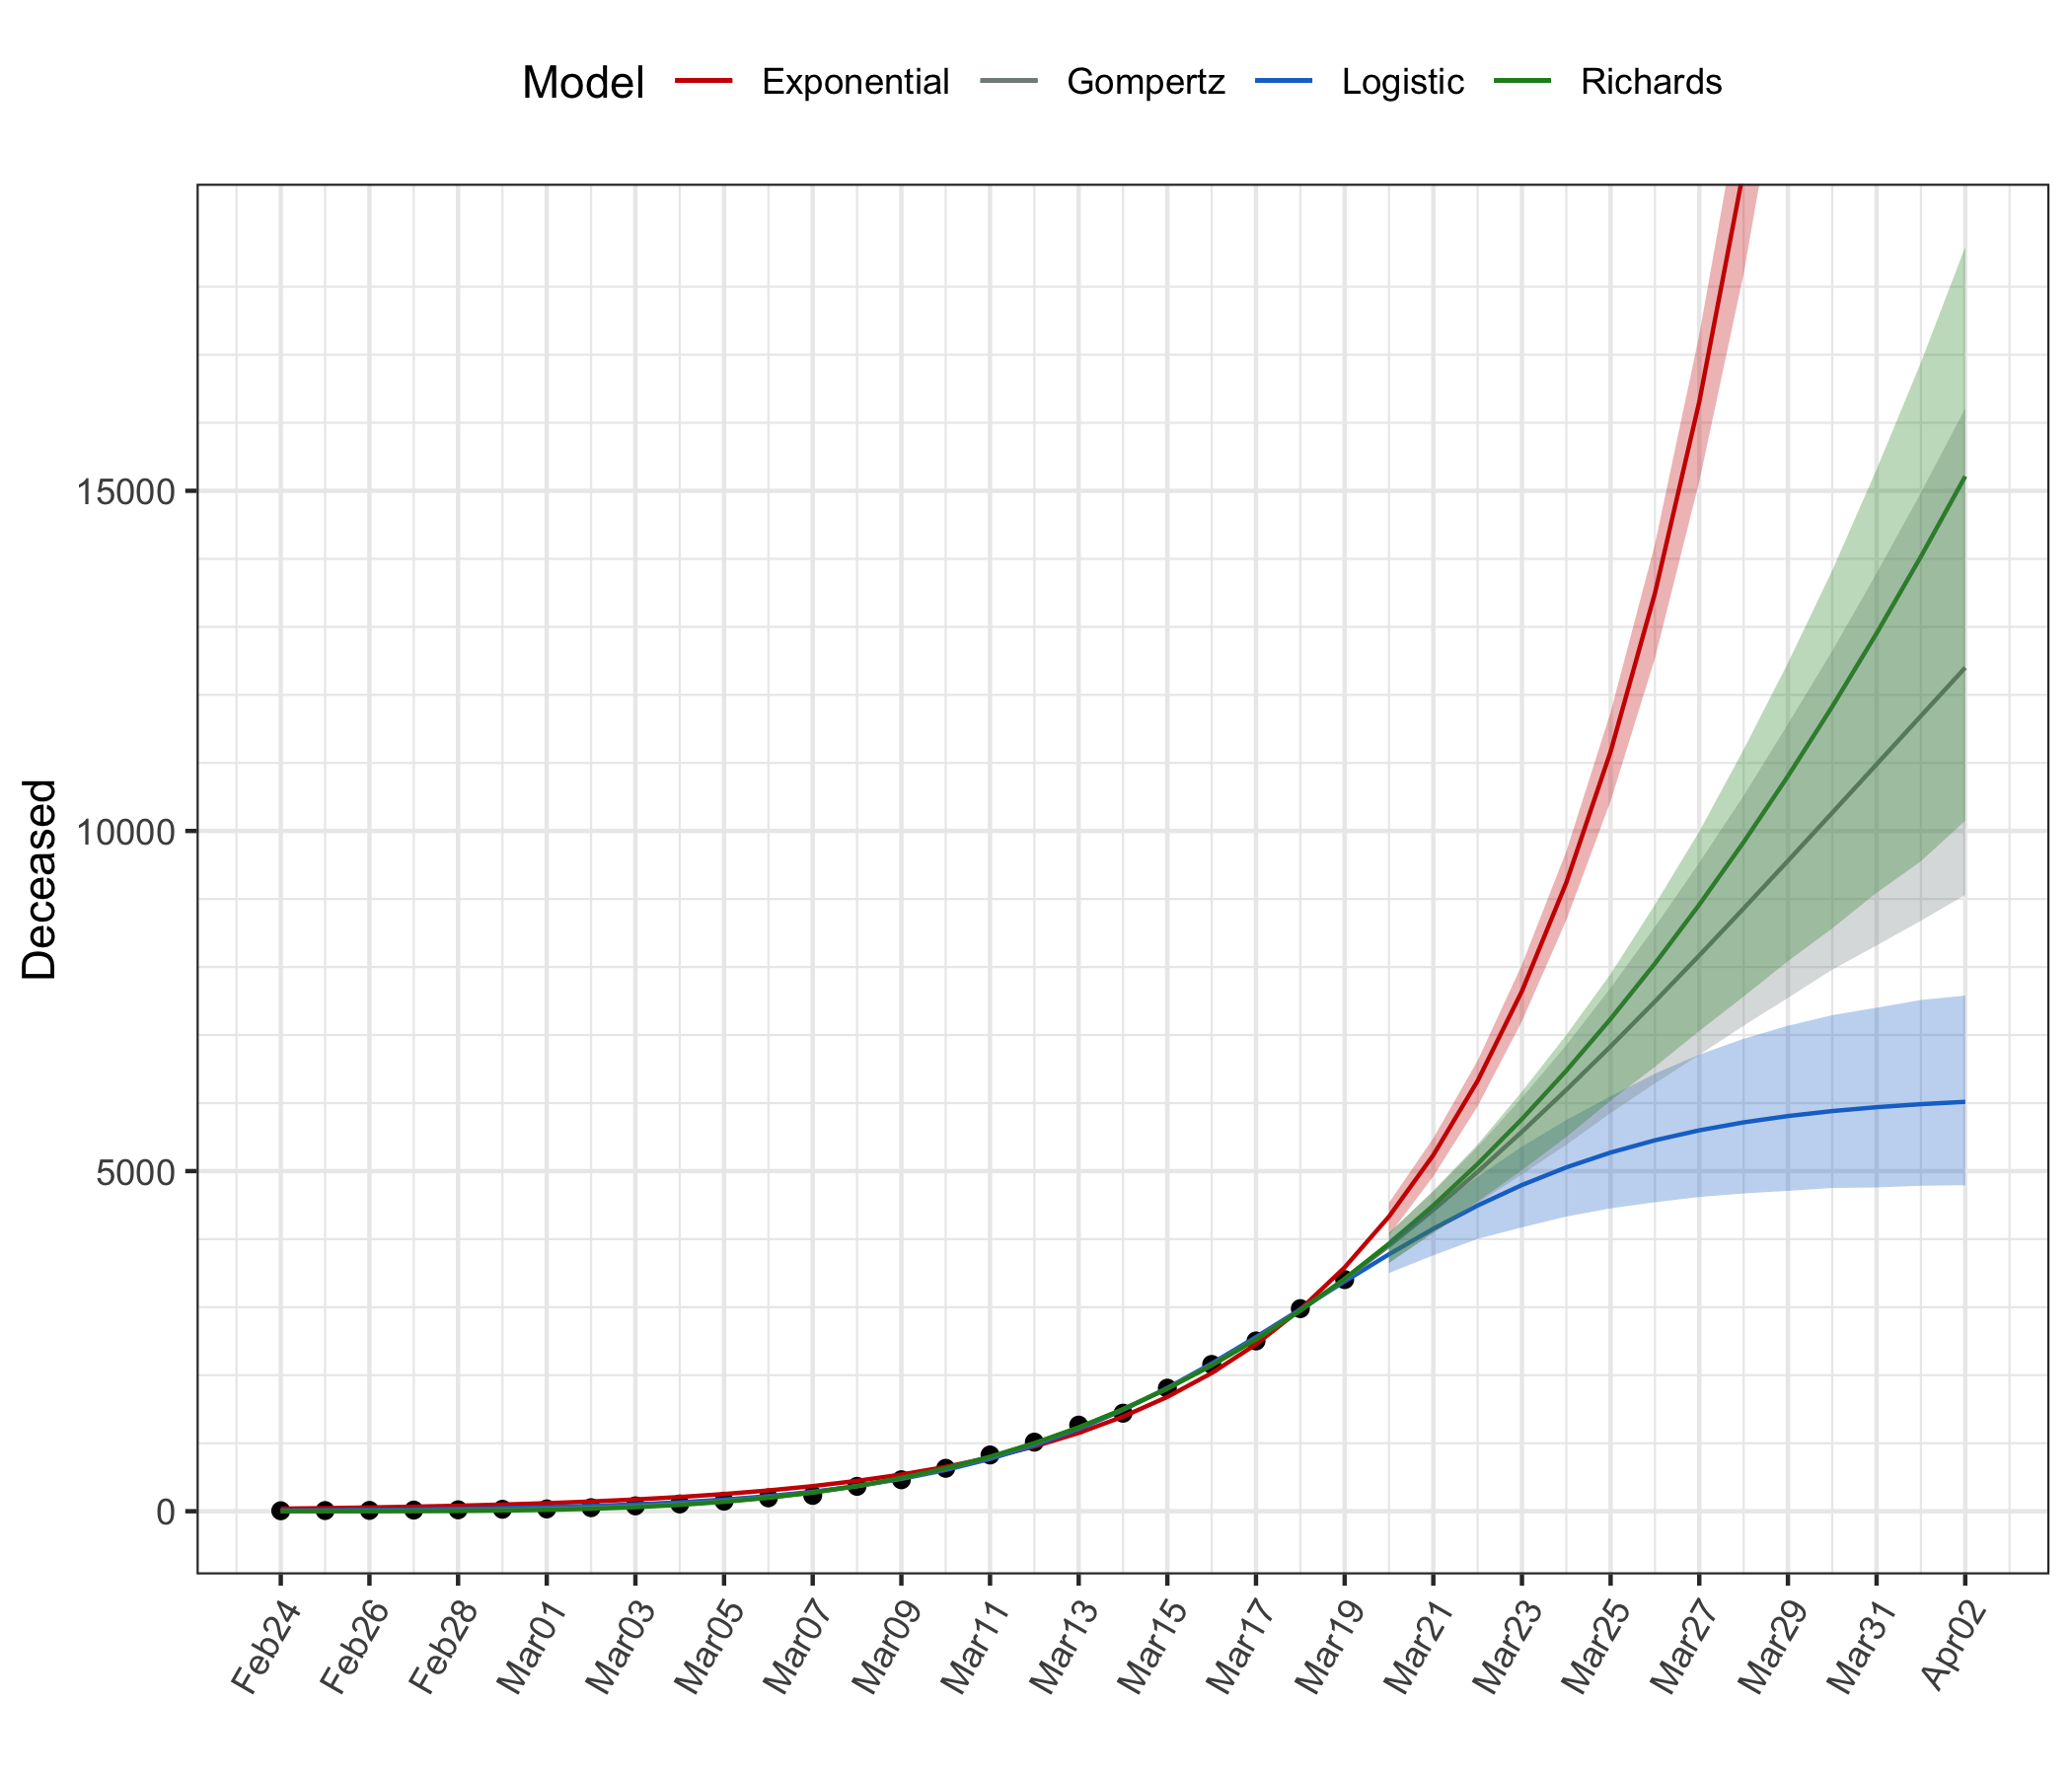 Model Exponential Gompertz Logistic Richards
Deceased
15000
10000
5000
0
Feb24 Feb26 Feb28 Mar01 Mar03 Mar05 Mar07 Mar09 Mar11 Mar13 Mar15 Mar17 Mar19 Mar21 Mar23 Mar25 Mar27 Mar29 Mar31 Apr02